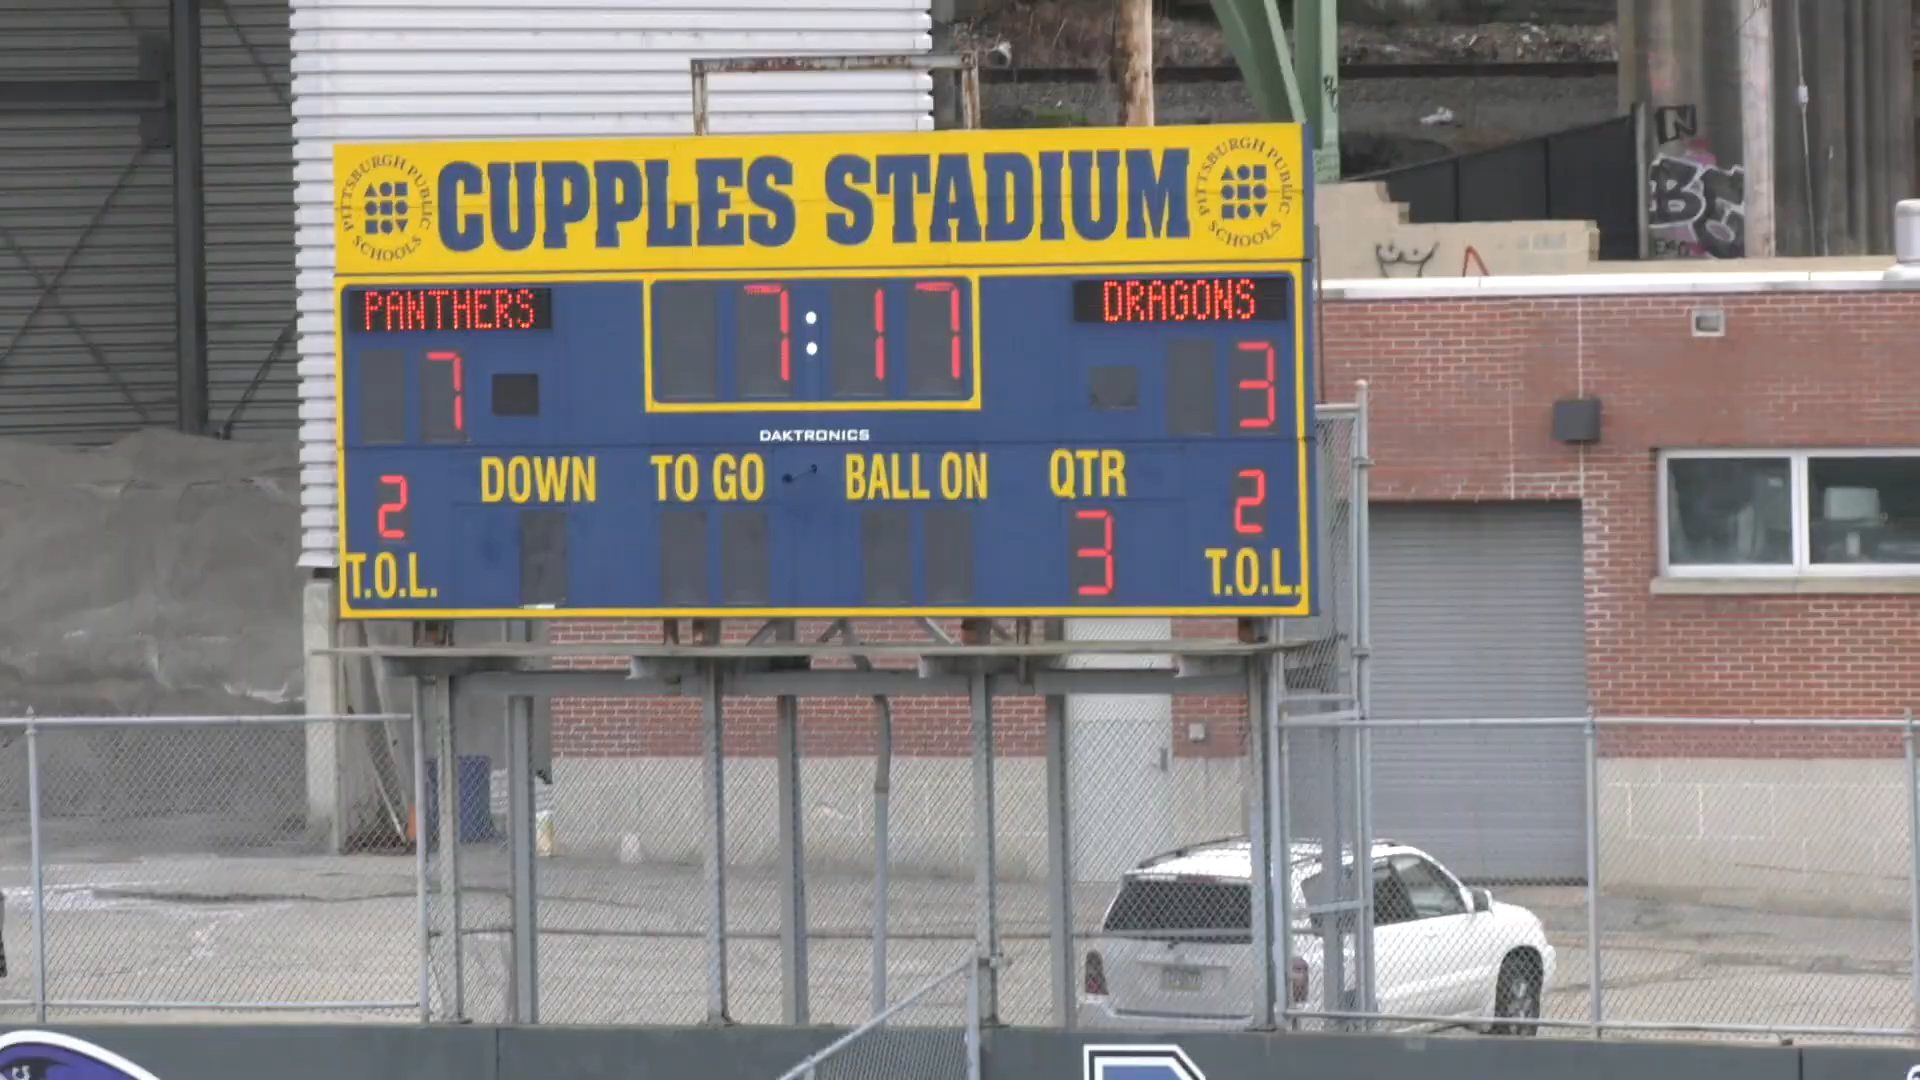 PITTSBURGH PUBLIC SCHOOLS
CUPPLES STADIUM
PITTSBURGH PUBLIC SCHOOLS
PANTHERS
7:17
DRAGONS
7
3
DAKTRONICS
DOWN TO GO BALL ON QTR
2
3
2
T.O.L.
T.O.L.
N